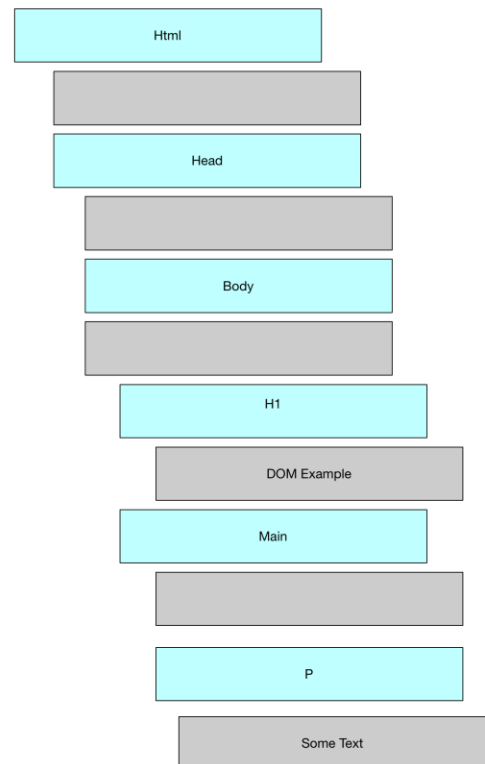 Html
Head
Body
H1
DOM Example
Main
P
Some Text